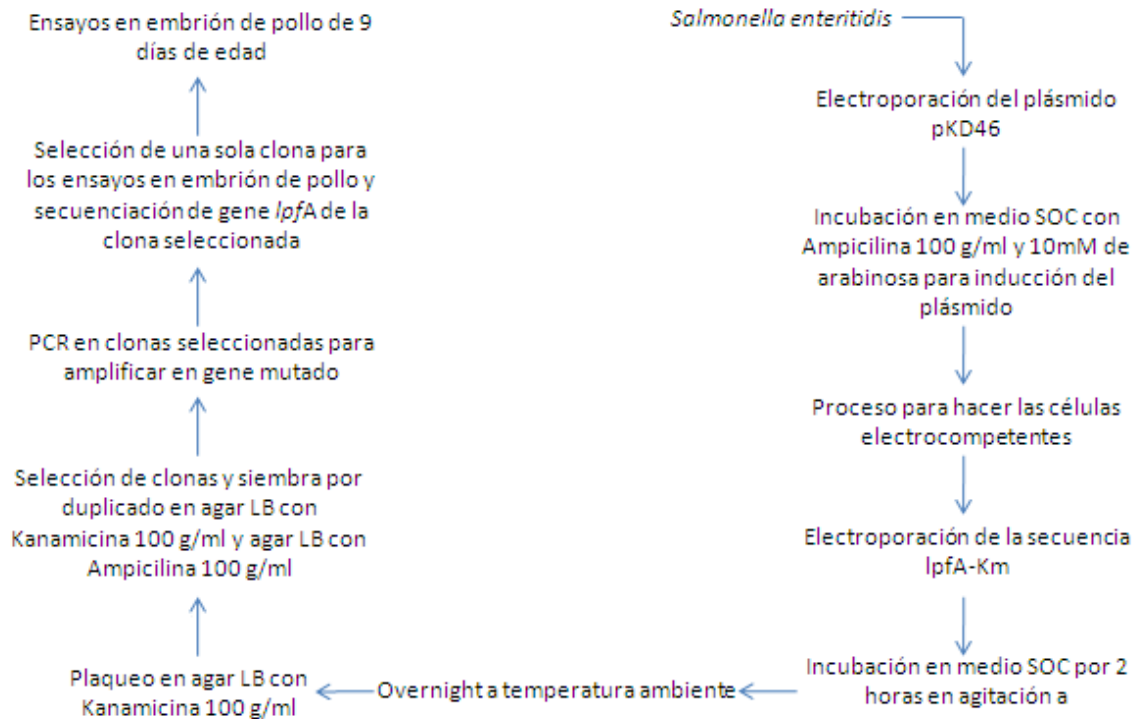 Salmonella enteritidis
Electroporación del plásmido
pKD46
Incubación en medio SOC con
Ampicilina 100 g/ml y 10mM de
arabinosa para inducción del
plásmido
Proceso para hacer las células
electrocompetentes
Electroporación de la secuencia
lpfA-Km
Incubación en medio SOC por 2
horas en agitación a
Overnight a temperatura ambiente
Plaqueo en agar LB con
Kanamicina 100 g/ml
Selección de clonas y siembra por
duplicado en agar LB con
Kanamicina 100 g/ml y agar LB con
Ampicilina 100 g/ml
PCR en clonas seleccionadas para
amplificar en gene mutado
Selección de una sola clona para
los ensayos en embrión de pollo y
secuenciación de gene lpfA de la
clona seleccionada
Ensayos en embrión de pollo de 9
días de edad